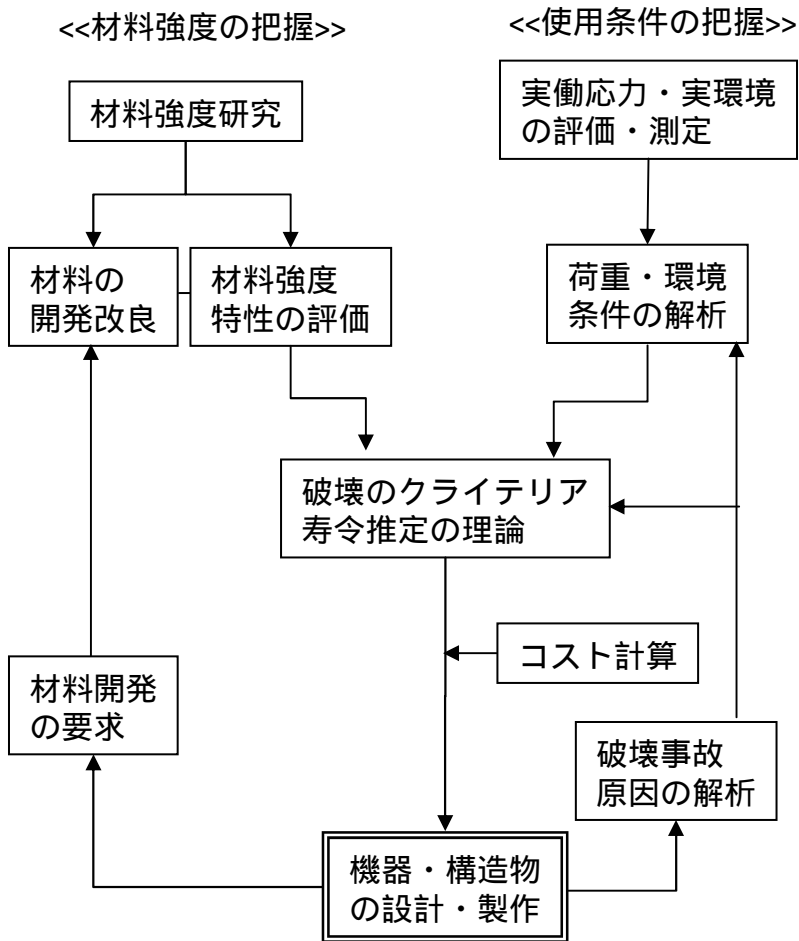 <<材料強度の把握>>
<<使用条件の把握>>
材料強度研究
実働応力・実環境
の評価・測定
材料の
開発改良
材料強度
特性の評価
荷重・環境
条件の解析
破壊のクライテリア
寿令推定の理論
コスト計算
材料開発
の要求
破壊事故
原因の解析
機器・構造物
の設計・製作